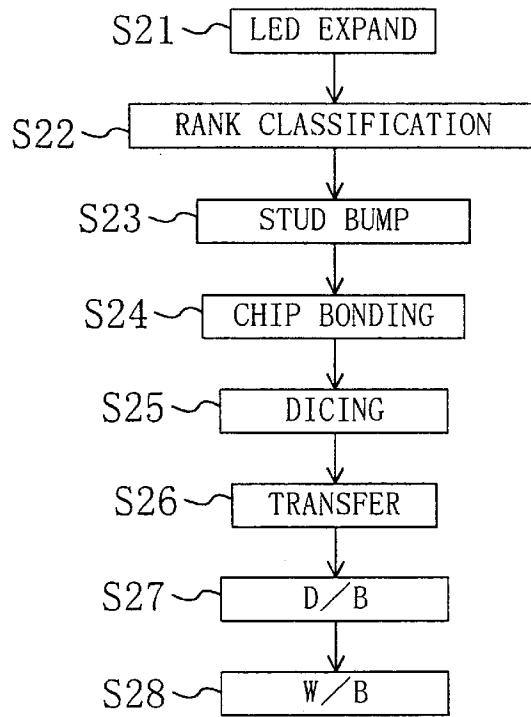 S21 LED EXPAND
S22 RANK CLASSIFICATION
S23 STUD BUMP
S24 CHIP BONDING
S25 DICING
S26 TRANSFER
S27 D/B
S28 W/B